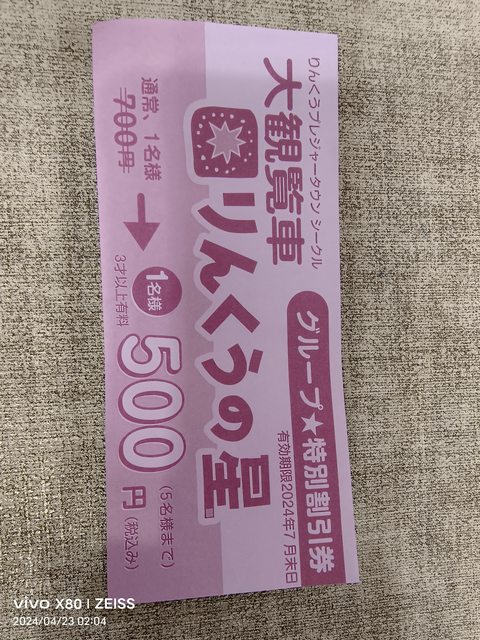 りんくうプレジャータウン シークル
大観覧車
りんくうの星
グループ★特別割引券
有効期限2024年7月末日
通常、1名様
700円
1名様
3才以上有料
500円
(5名様まで)
(税込み)
vivo X80 | ZEISS
2024/04/23 02:04